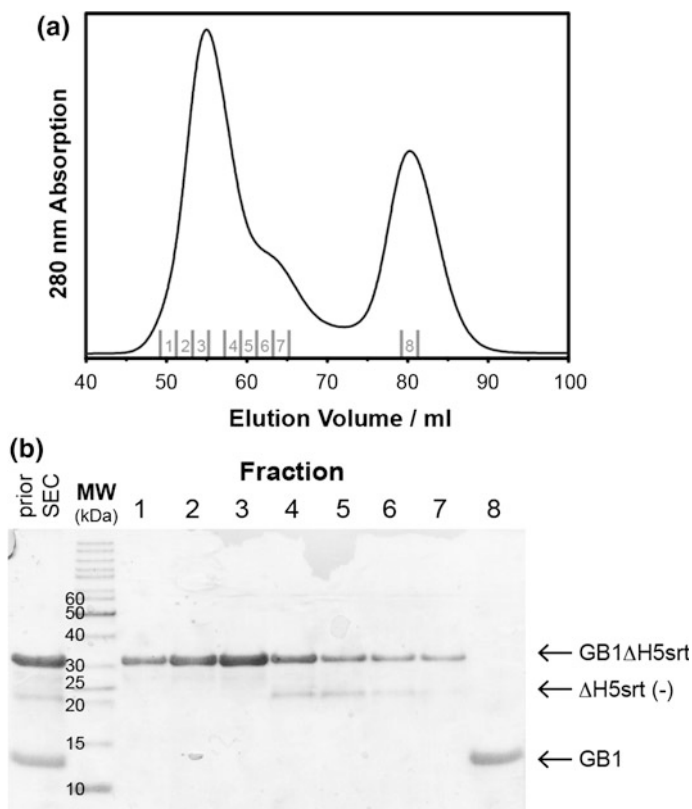 (a)
280 nm Absorption
1 2 3 4 5 6 7 8
40 50 60 70 80 90 100
Elution Volume / ml
(b)
Fraction
prior SEC
MW
(kDa)
1 2 3 4 5 6 7 8
60
50
40
30
25
20
15
10
← GB1ΔH5srt
← ΔH5srt (-)
← GB1